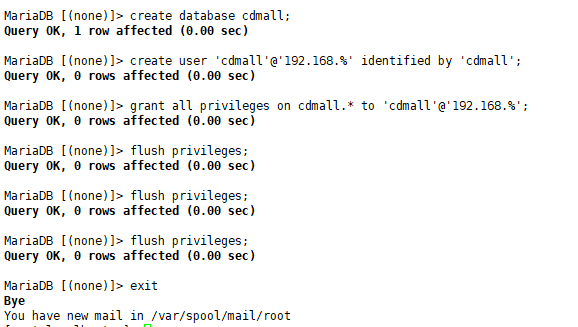 MariaDB [(none)]> create database cdmall;
Query OK, 1 row affected (0.00 sec)
MariaDB [(none)]> create user 'cdmall'@'192.168.%' identified by 'cdmall';
Query OK, 0 rows affected (0.00 sec)
MariaDB [(none)]> grant all privileges on cdmall.* to 'cdmall'@'192.168.%';
Query OK, 0 rows affected (0.00 sec)
MariaDB [(none)]> flush privileges;
Query OK, 0 rows affected (0.00 sec)
MariaDB [(none)]> flush privileges;
Query OK, 0 rows affected (0.00 sec)
MariaDB [(none)]> flush privileges;
Query OK, 0 rows affected (0.00 sec)
MariaDB [(none)]> exit
Bye
You have new mail in /var/spool/mail/root